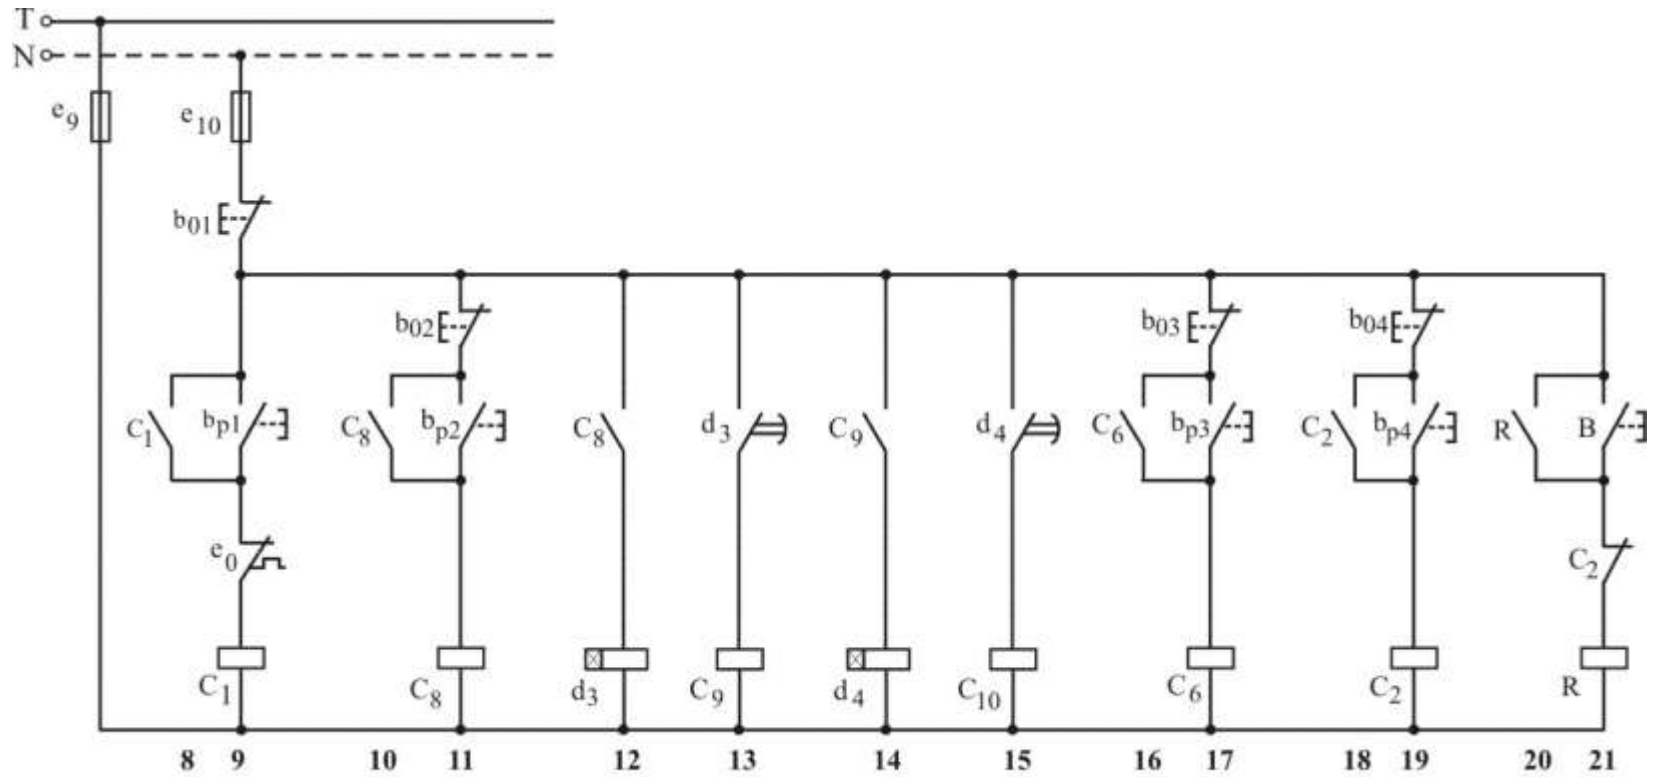 T
N
e9
e10
b01
b02 b03 b04
C1 bp1 C8 bp2 C8 d3 C9 d4 C6 bp3 C2 bp4 R B
e0 C2
C1 C8 d3 C9 d4 C10 C6 C2 R
8 9 10 11 12 13 14 15 16 17 18 19 20 21